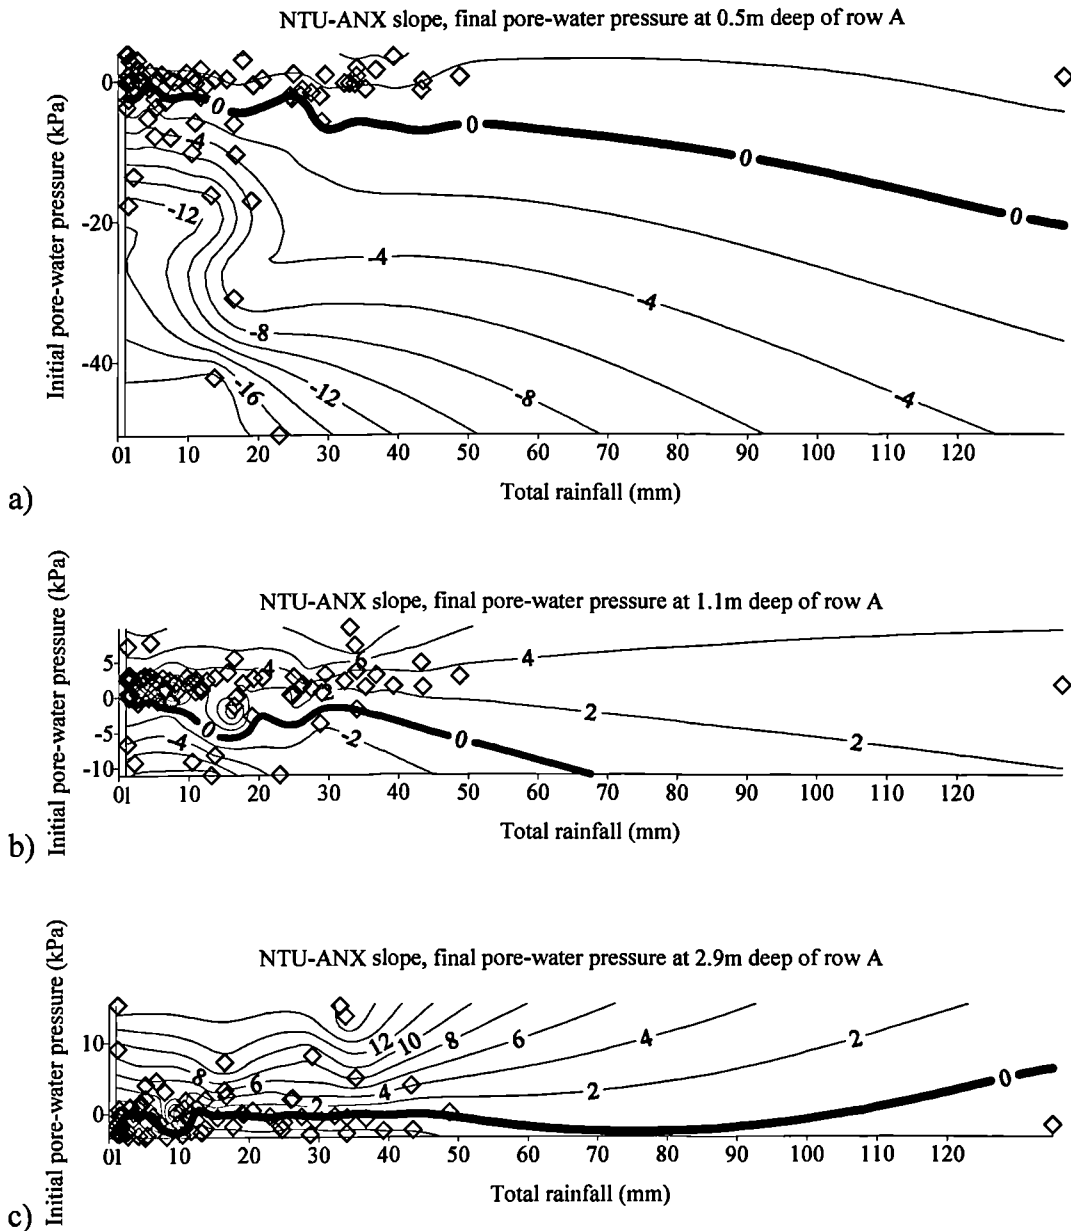 NTU-ANX slope, final pore-water pressure at 0.5m deep of row A
Initial pore-water pressure (kPa)
0
-20
-40
0
0
0
-4
-12
-4
-4
-4
-8
-8
-16
-12
01 10 20 30 40 50 60 70 80 90 100 110 120
Total rainfall (mm)
a)
NTU-ANX slope, final pore-water pressure at 1.1m deep of row A
Initial pore-water pressure (kPa)
5
0
-5
-10
4
6
4
2
2
2
0
0
-2
-4
01 10 20 30 40 50 60 70 80 90 100 110 120
Total rainfall (mm)
b)
NTU-ANX slope, final pore-water pressure at 2.9m deep of row A
Initial pore-water pressure (kPa)
10
0
12
10
8
6
4
2
8
6
4
2
2
0
01 10 20 30 40 50 60 70 80 90 100 110 120
Total rainfall (mm)
c)